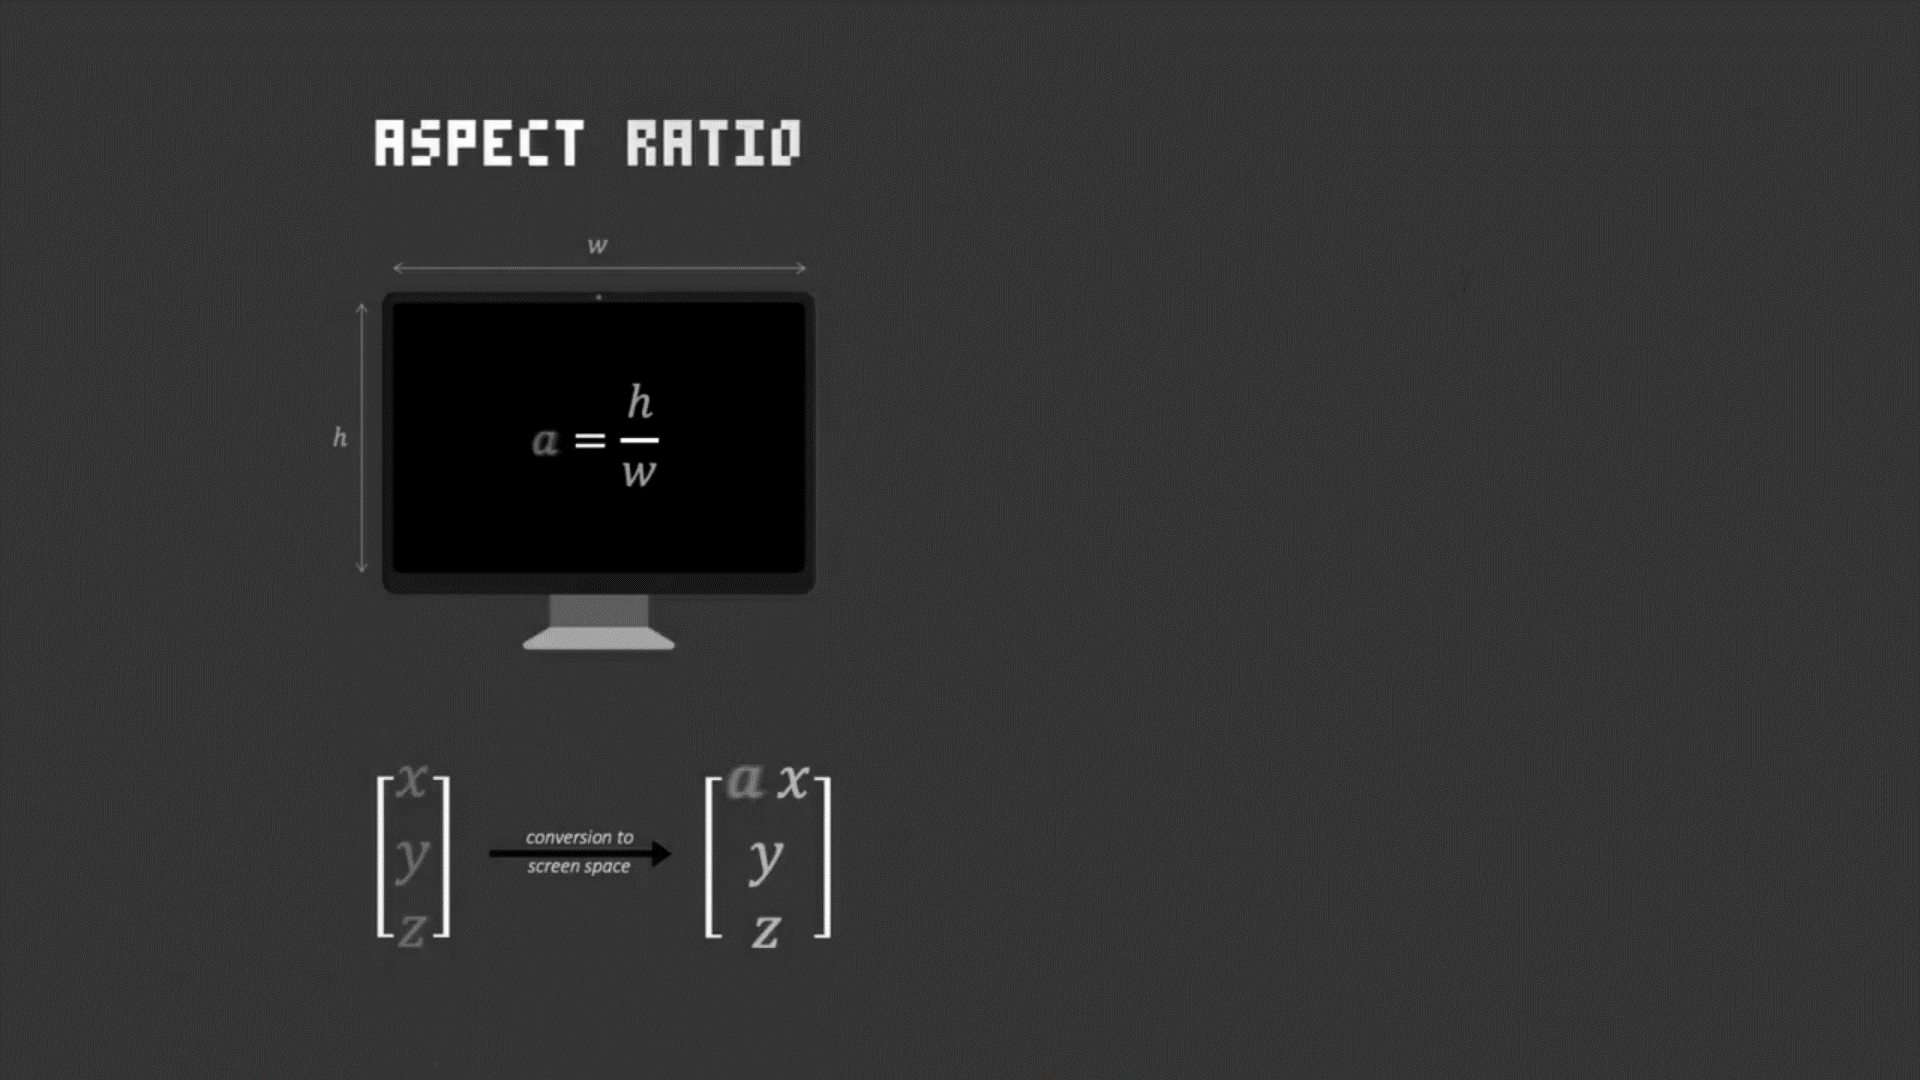 ASPECT RATIO
w
h
a = h/w
[x y z]
conversion to
screen space
[a x y z]